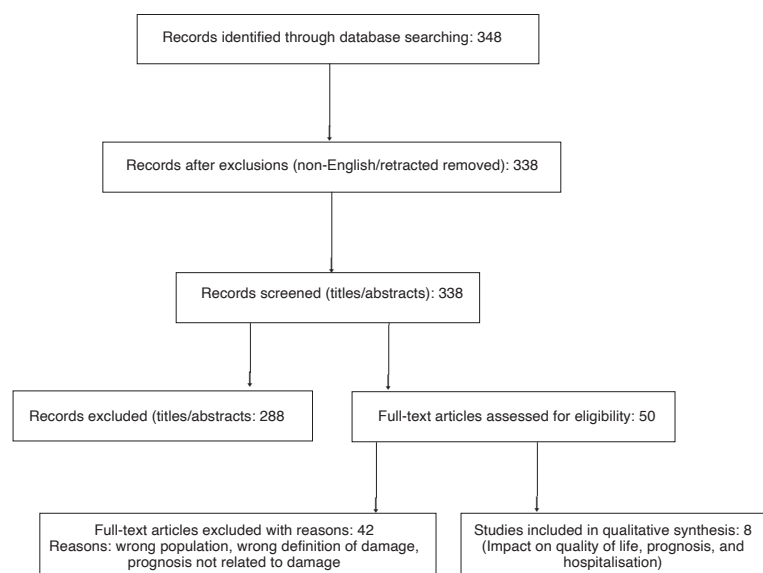 Records identified through database searching: 348
Records after exclusions (non-English/retracted removed): 338
Records screened (titles/abstracts): 338
Records excluded (titles/abstracts: 288
Full-text articles assessed for eligibility: 50
Full-text articles excluded with reasons: 42
Reasons: wrong population, wrong definition of damage,
prognosis not related to damage
Studies included in qualitative synthesis: 8
(Impact on quality of life, prognosis, and
hospitalisation)